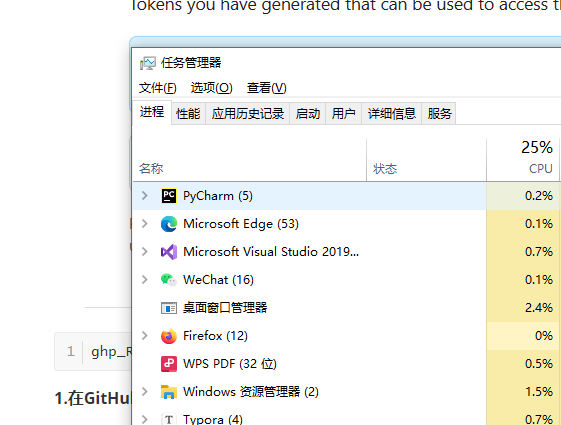 Tokens you have generated that can be used to access
任务管理器
文件(F) 选项(O) 查看(V)
进程 性能 应用历史记录 启动 用户 详细信息 服务
25%
名称 状态 CPU
PyCharm (5) 0.2%
Microsoft Edge (53) 0.1%
Microsoft Visual Studio 2019... 0.7%
WeChat (16) 0.1%
桌面窗口管理器 2.4%
Firefox (12) 0%
WPS PDF (32 位) 0.5%
Windows 资源管理器 (2) 1.5%
Typora (4) 0.7%
1 ghp_R
1.在GitHu